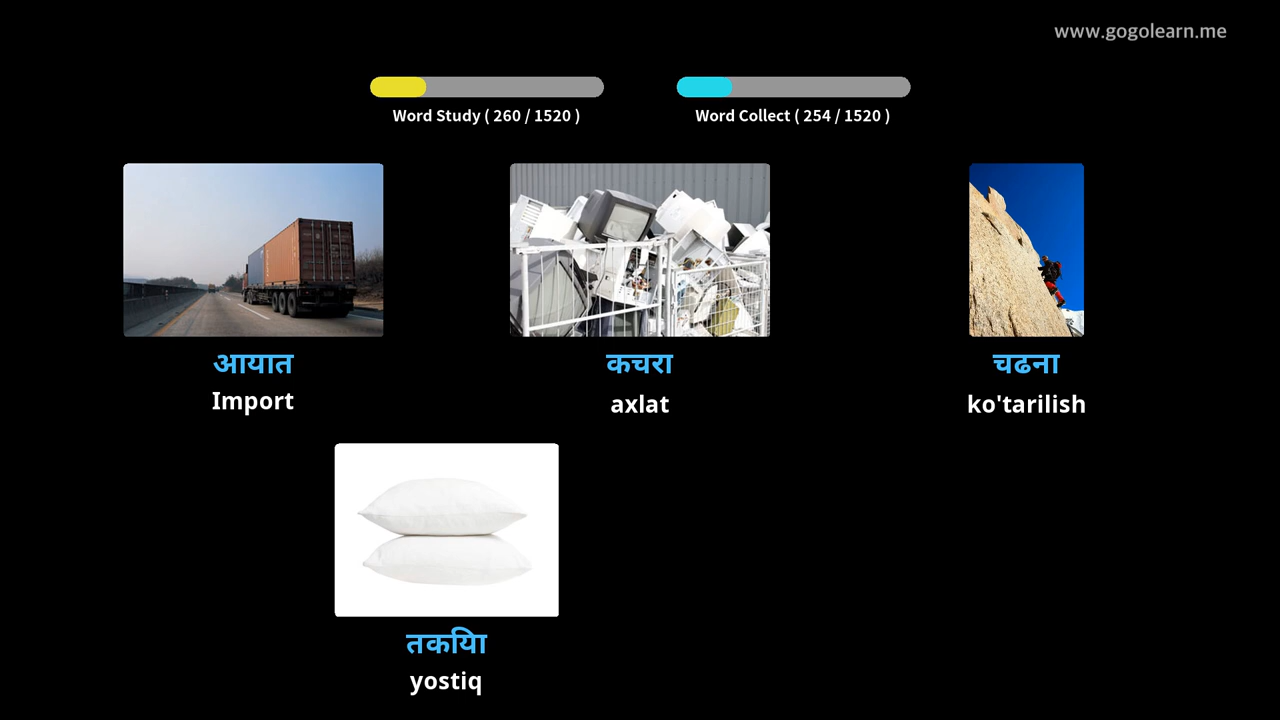 www.gogolearn.me
Word Study ( 260 / 1520 )
Word Collect ( 254 / 1520 )
आयात
Import
कचरा
axlat
चढना
ko'tarilish
तकिया
yostiq